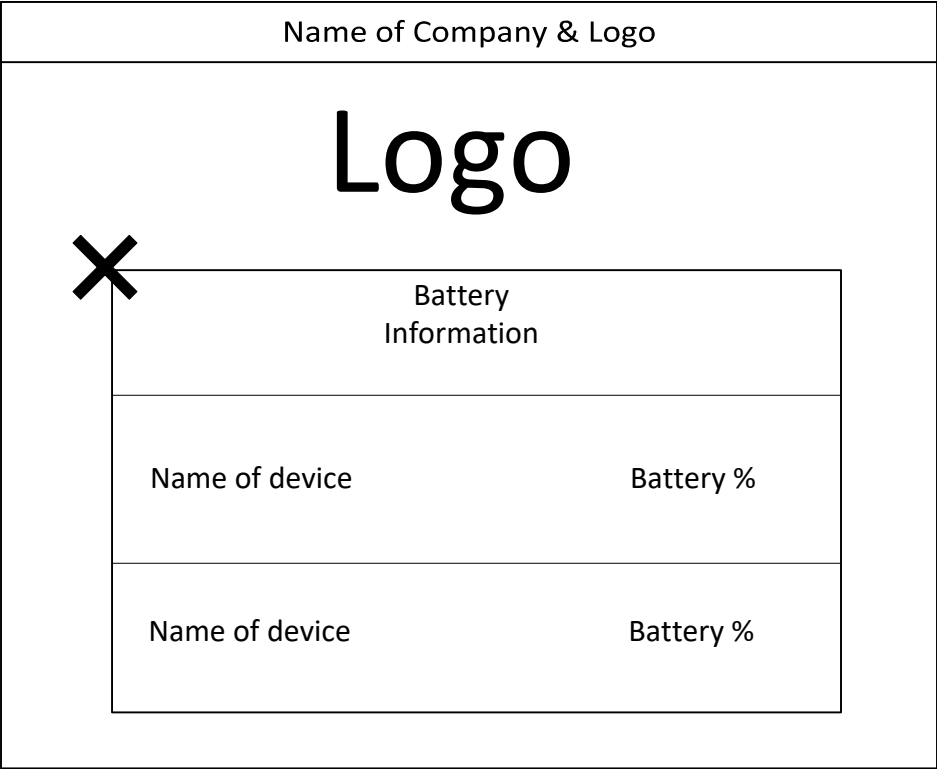 Name of Company & Logo
Logo
Battery
Information
Name of device Battery %
Name of device Battery %